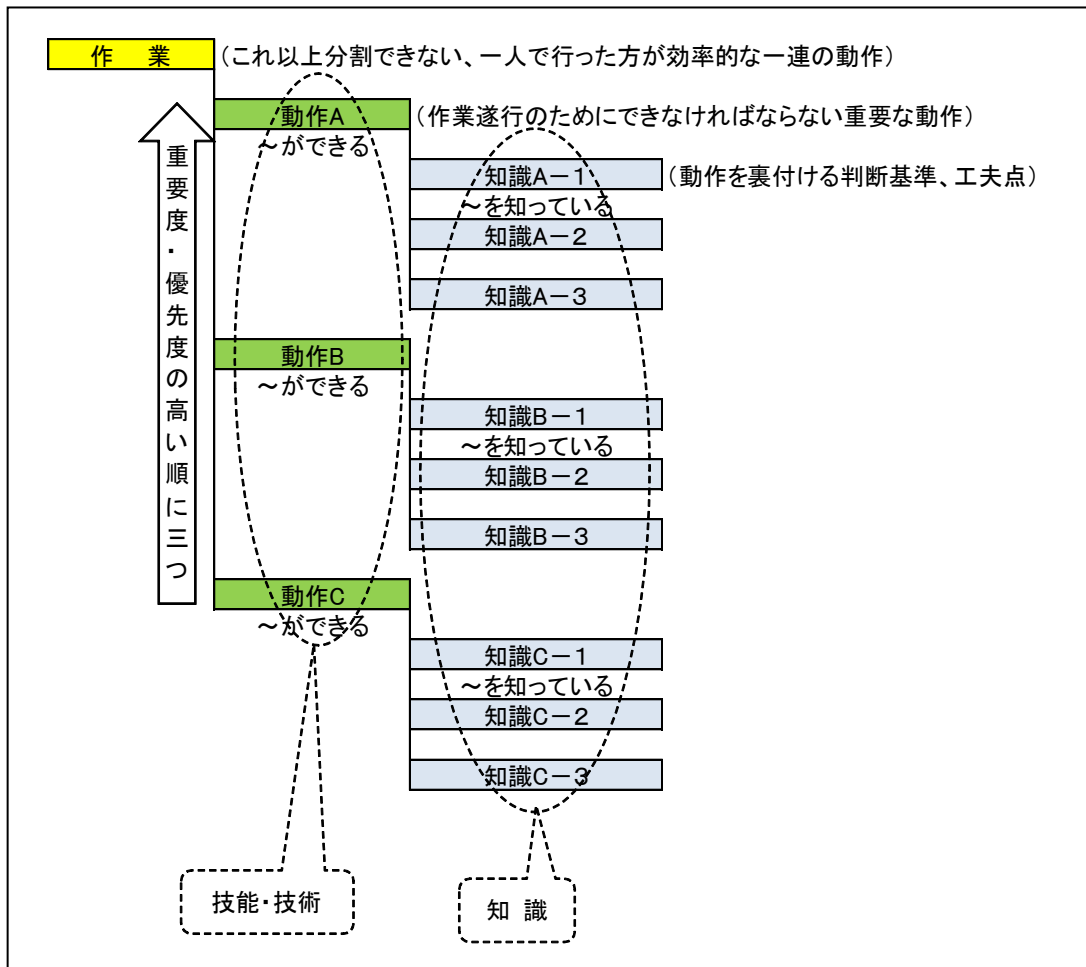 作　業 (これ以上分割できない、一人で行った方が効率的な一連の動作)
動作A (作業遂行のためにできなければならない重要な動作)
～ができる
知識A－1 (動作を裏付ける判断基準、工夫点)
～を知っている
知識A－2
知識A－3
動作B
～ができる
知識B－1
～を知っている
知識B－2
知識B－3
動作C
～ができる
知識C－1
～を知っている
知識C－2
知識C－3
重要度・優先度の高い順に三つ
技能・技術
知 識